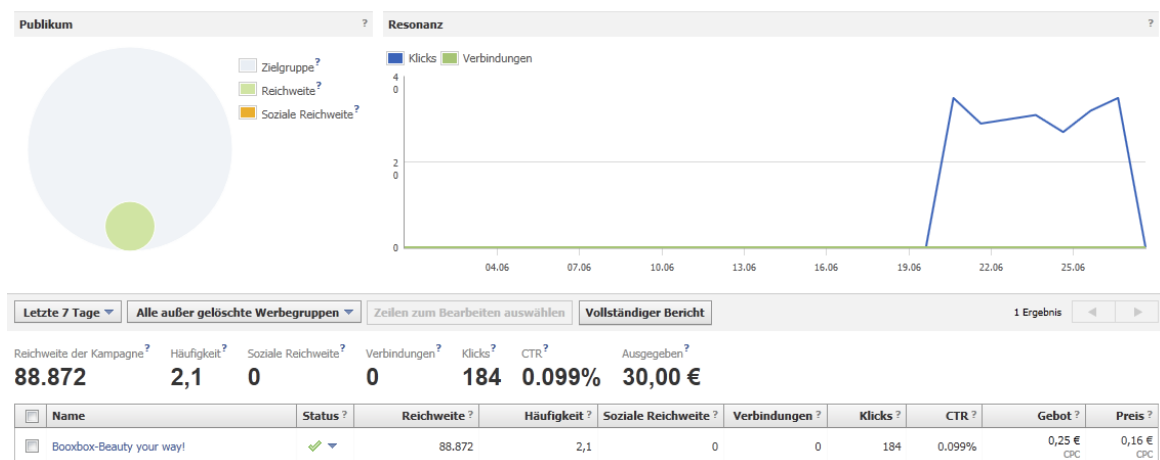 Publikum ?
Zielgruppe?
Reichweite?
Soziale Reichweite?
Resonanz ?
Klicks Verbindungen
4
0
2
0
0
04.06 07.06 10.06 13.06 16.06 19.06 22.06 25.06
Letzte 7 Tage Alle außer gelöschte Werbegruppen Zeilen zum Bearbeiten auswählen Vollständiger Bericht 1 Ergebnis
Reichweite der Kampagne? Häufigkeit? Soziale Reichweite? Verbindungen? Klicks? CTR? Ausgegeben?
88.872 2,1 0 0 184 0.099% 30,00 €
Name Status ? Reichweite ? Häufigkeit ? Soziale Reichweite ? Verbindungen ? Klicks ? CTR ? Gebot ? Preis ?
Booxbox-Beauty your way! 88.872 2,1 0 0 184 0.099% 0,25 € 0,16 €
CPC CPC